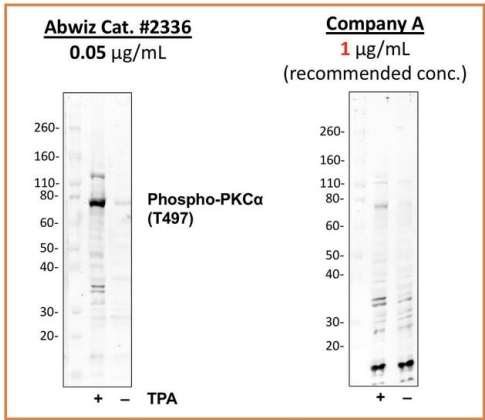 Abwiz Cat. #2336
0.05 µg/mL
260-
160-
110-
80-
60-
50-
40-
30-
20-
Phospho-PKCα
(T497)
+ – TPA
Company A
1 µg/mL
(recommended conc.)
260-
160-
110-
80-
60-
50-
40-
30-
20-
+ –